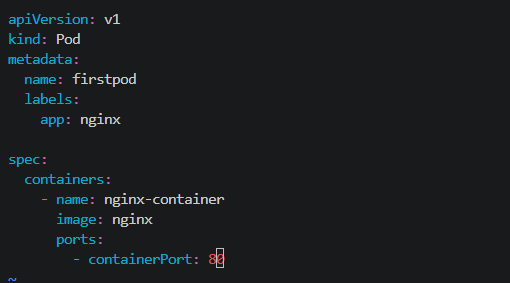 apiVersion: v1
kind: Pod
metadata:
  name: firstpod
  labels:
    app: nginx

spec:
  containers:
    - name: nginx-container
      image: nginx
      ports:
        - containerPort: 80
~